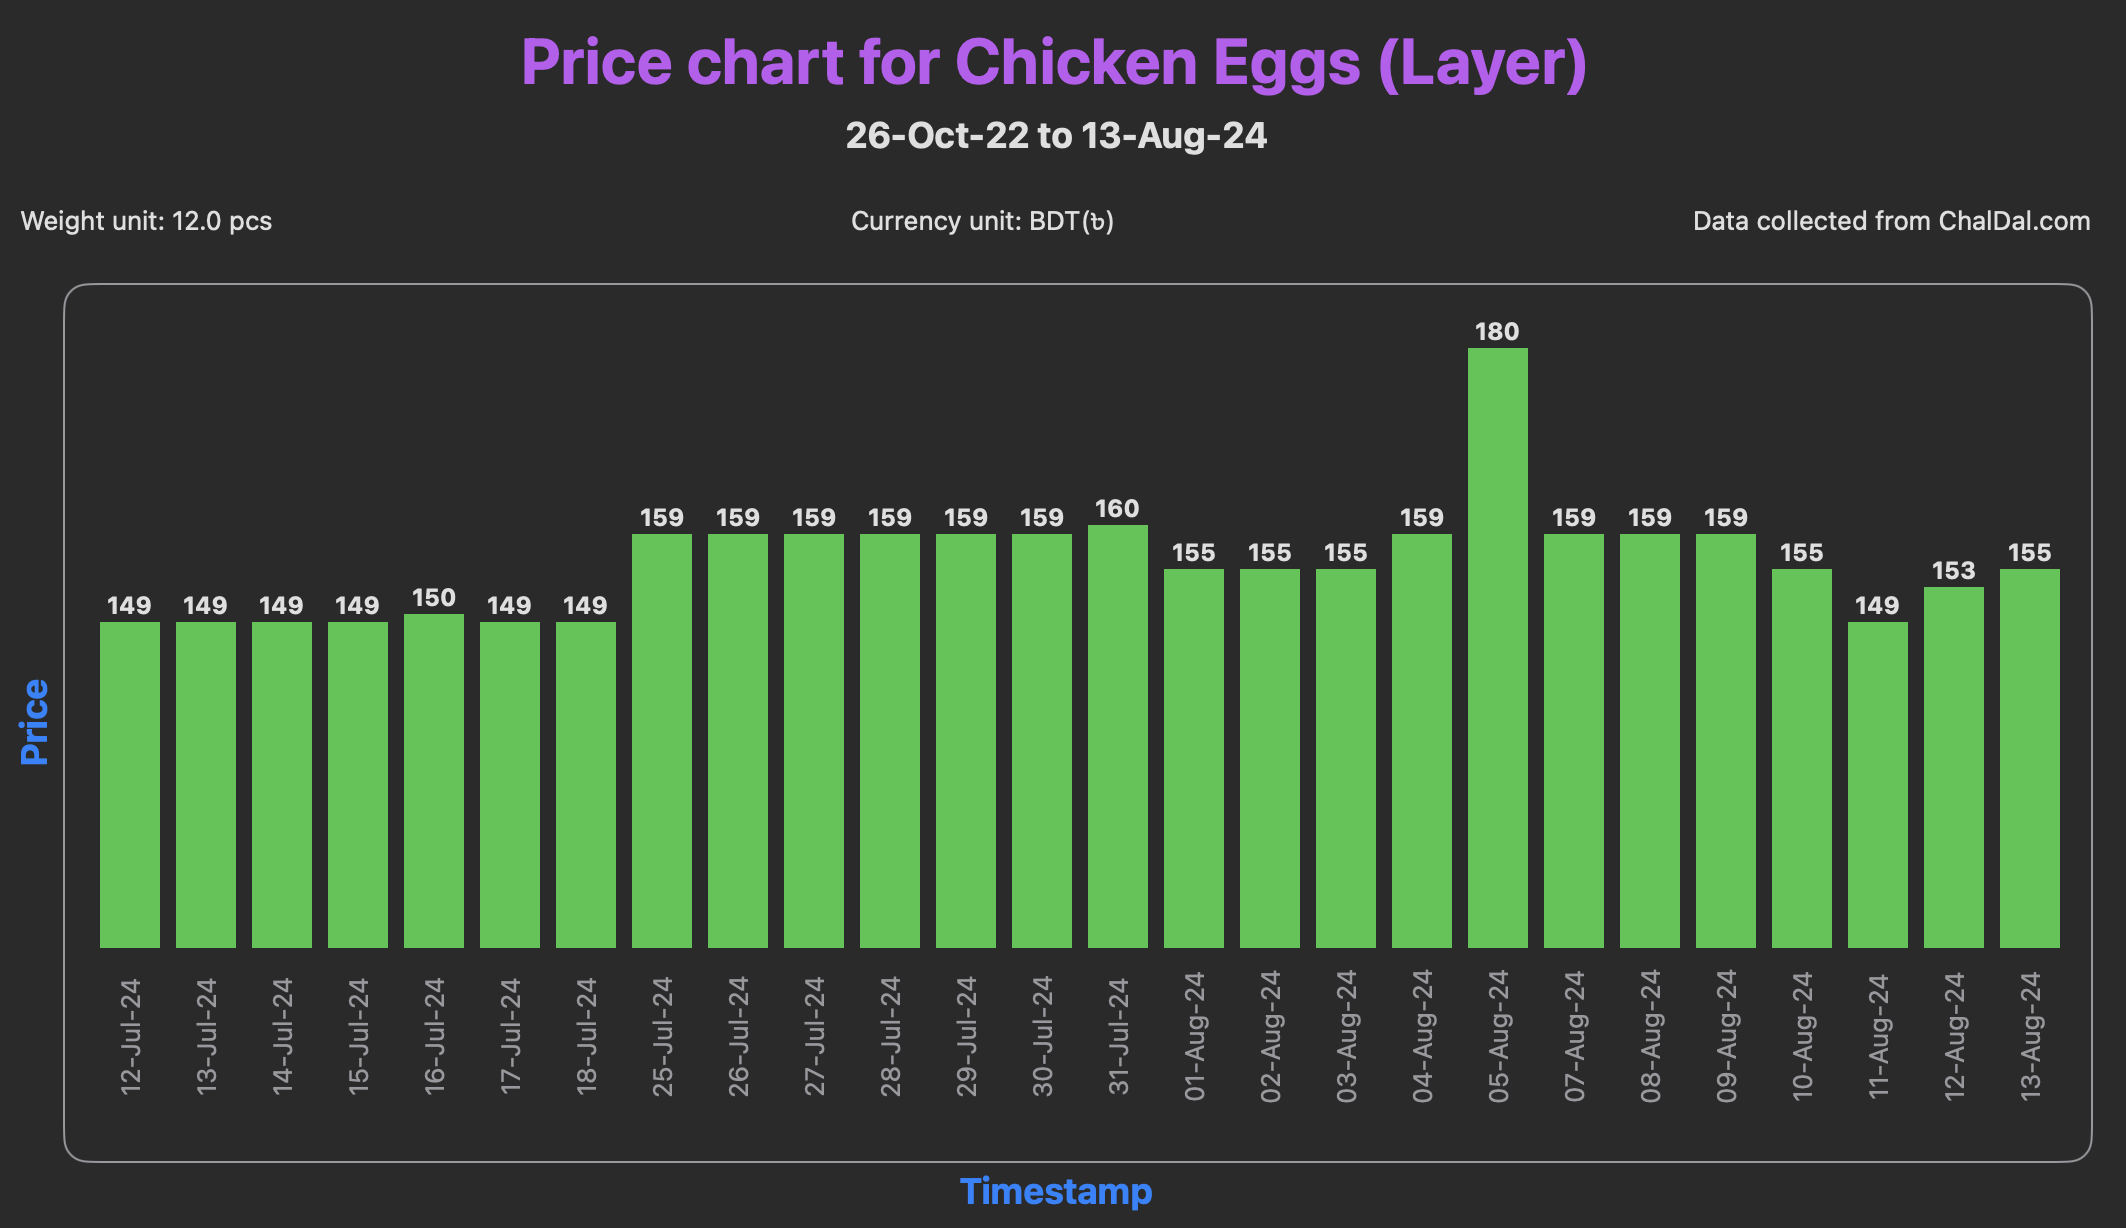 Price chart for Chicken Eggs (Layer)
26-Oct-22 to 13-Aug-24
Weight unit: 12.0 pcs
Currency unit: BDT(৳)
Data collected from ChalDal.com
180
160
159 159 159 159 159 159 159 159 159 159
155 155 155 155 155
153
150
149 149 149 149 149 149 149
Price
12-Jul-24
13-Jul-24
14-Jul-24
15-Jul-24
16-Jul-24
17-Jul-24
18-Jul-24
25-Jul-24
26-Jul-24
27-Jul-24
28-Jul-24
29-Jul-24
30-Jul-24
31-Jul-24
01-Aug-24
02-Aug-24
03-Aug-24
04-Aug-24
05-Aug-24
07-Aug-24
08-Aug-24
09-Aug-24
10-Aug-24
11-Aug-24
12-Aug-24
13-Aug-24
Timestamp